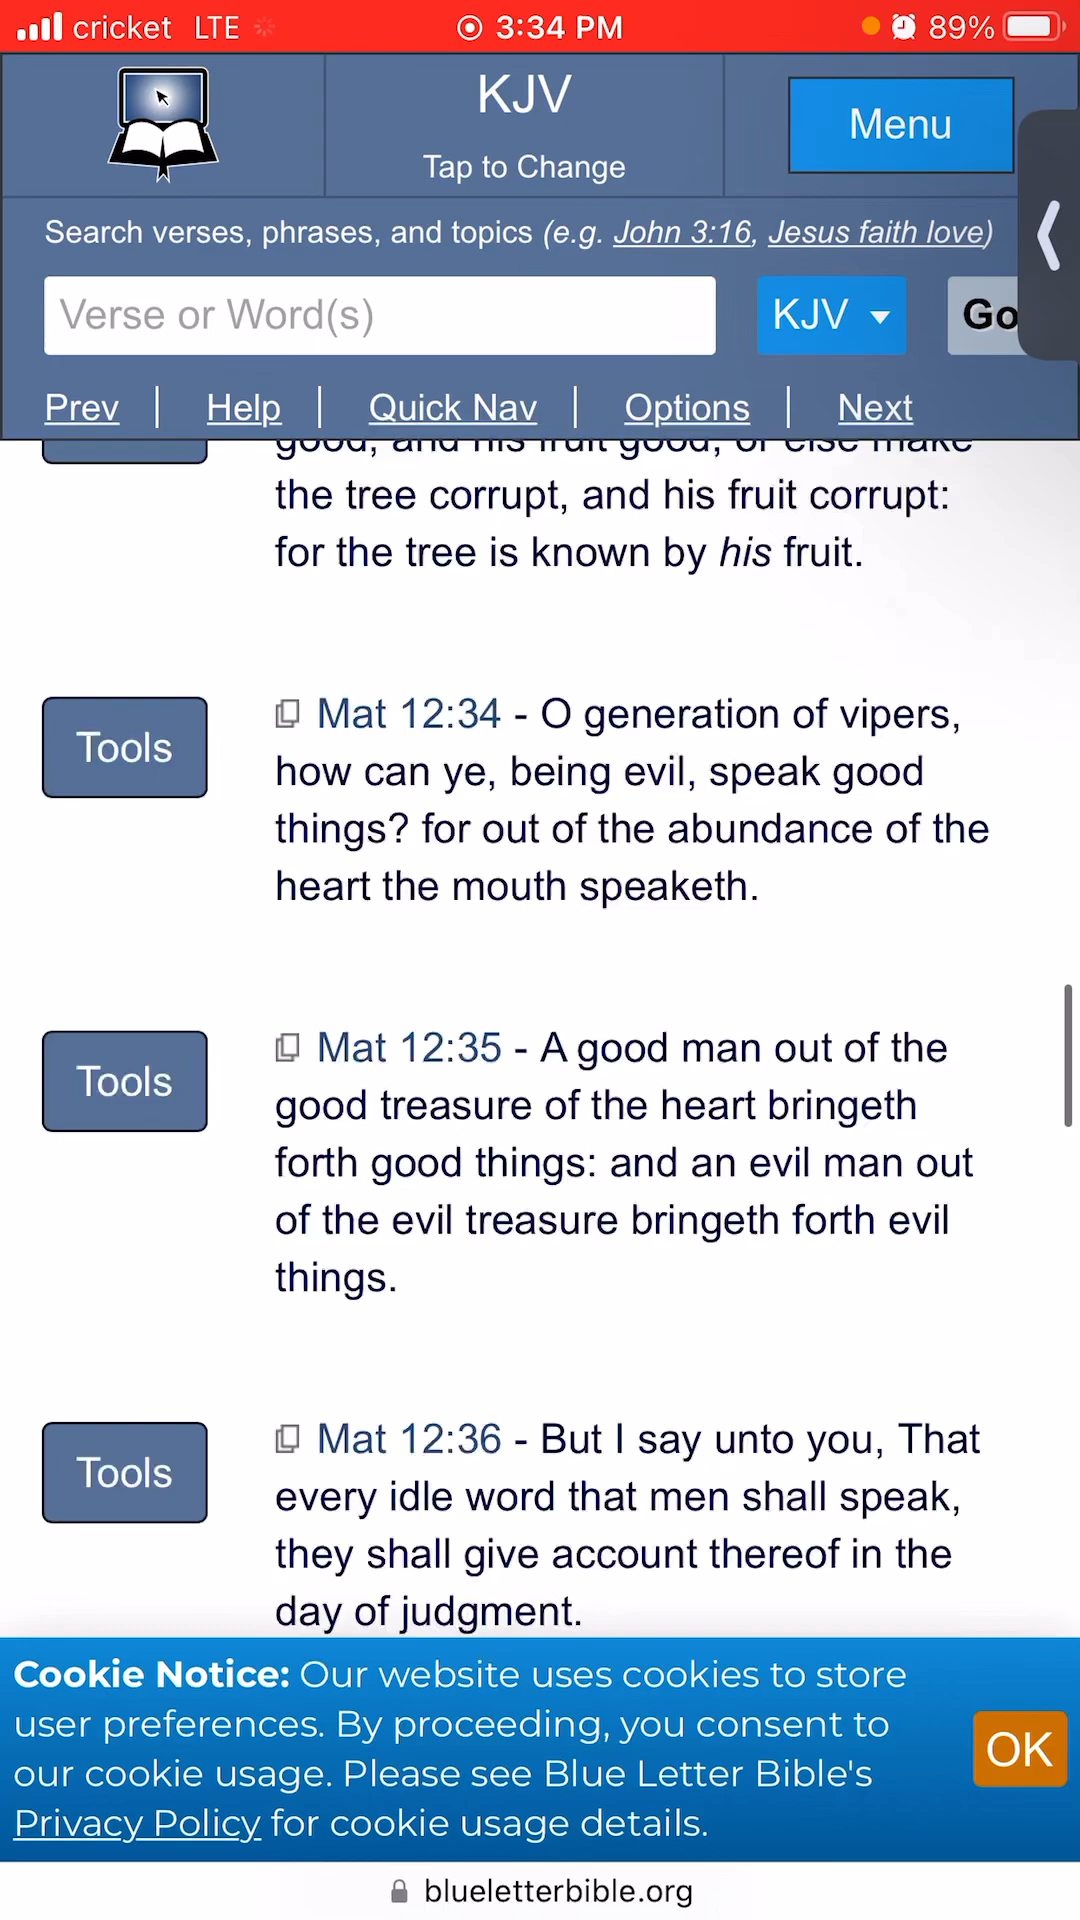 cricket LTE 3:34 PM 89%
KJV
Tap to Change
Menu
Search verses, phrases, and topics (e.g. John 3:16, Jesus faith love)
Verse or Word(s)
KJV
Go
Prev | Help | Quick Nav | Options | Next
good, and his fruit good; or else make
the tree corrupt, and his fruit corrupt:
for the tree is known by his fruit.
Tools
Mat 12:34 - O generation of vipers,
how can ye, being evil, speak good
things? for out of the abundance of the
heart the mouth speaketh.
Tools
Mat 12:35 - A good man out of the
good treasure of the heart bringeth
forth good things: and an evil man out
of the evil treasure bringeth forth evil
things.
Tools
Mat 12:36 - But I say unto you, That
every idle word that men shall speak,
they shall give account thereof in the
day of judgment.
Cookie Notice: Our website uses cookies to store
user preferences. By proceeding, you consent to
our cookie usage. Please see Blue Letter Bible's
Privacy Policy for cookie usage details.
OK
blueletterbible.org